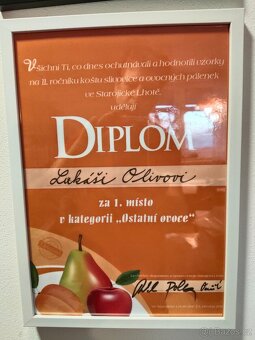 Všichni Ti, co dnes ochutnávali a hodnotili vzorky
na 11. ročníku koštu slivovice a ovocných pálenek
ve Starojické Lhotě,
udělují
DIPLOM
Lukáši Olivovi
za 1. místo
v kategorii „Ostatní ovoce“